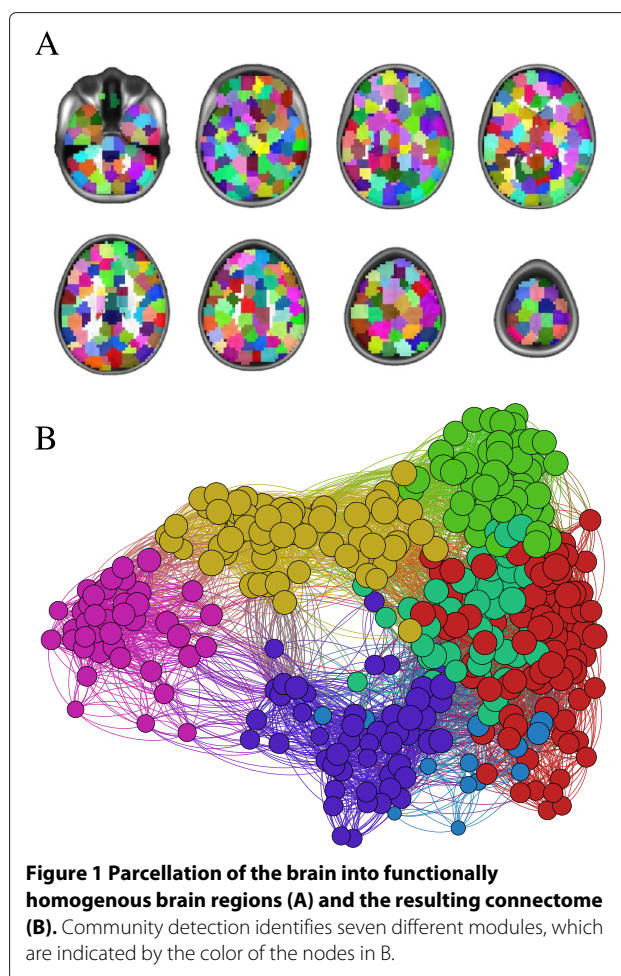 A
B
Figure 1 Parcellation of the brain into functionally
homogenous brain regions (A) and the resulting connectome
(B). Community detection identifies seven different modules, which
are indicated by the color of the nodes in B.